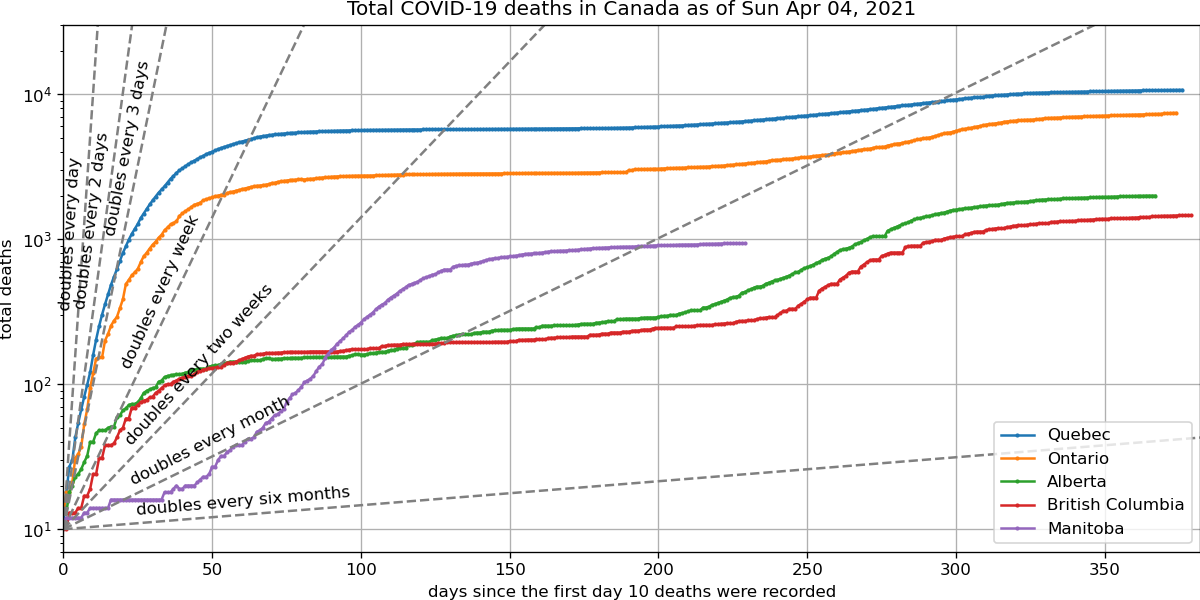 Total COVID-19 deaths in Canada as of Sun Apr 04, 2021
total deaths
10⁴
10³
10²
10¹
doubles every day
doubles every 2 days
doubles every 3 days
doubles every week
doubles every two weeks
doubles every month
doubles every six months
Quebec
Ontario
Alberta
British Columbia
Manitoba
0 50 100 150 200 250 300 350
days since the first day 10 deaths were recorded